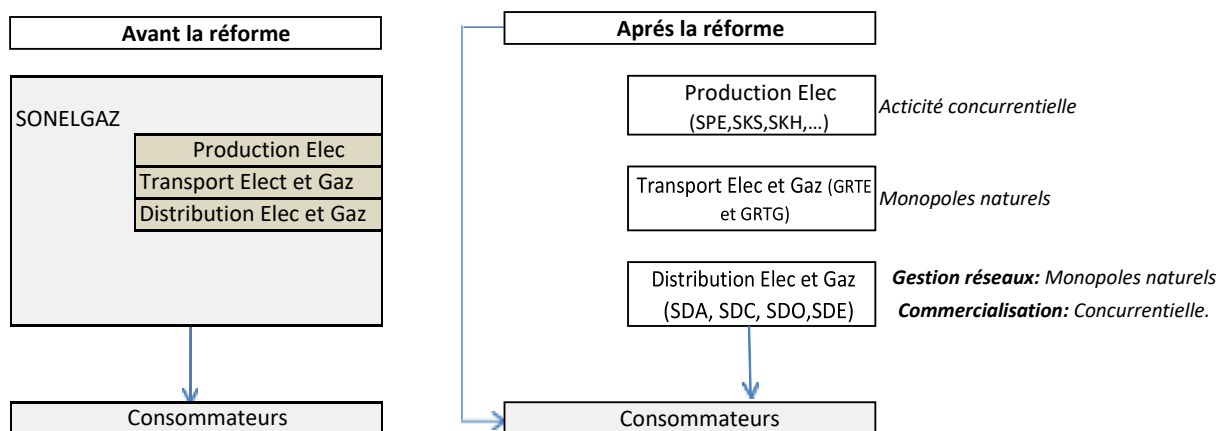 Avant la réforme
SONELGAZ
Production Elec
Transport Elect et Gaz
Distribution Elec et Gaz
Consommateurs
Aprés la réforme
Production Elec
(SPE,SKS,SKH,...)
Acticité concurrentielle
Transport Elec et Gaz (GRTE
et GRTG)
Monopoles naturels
Distribution Elec et Gaz
(SDA, SDC, SDO,SDE)
Gestion réseaux: Monopoles naturels
Commercialisation: Concurrentielle.
Consommateurs